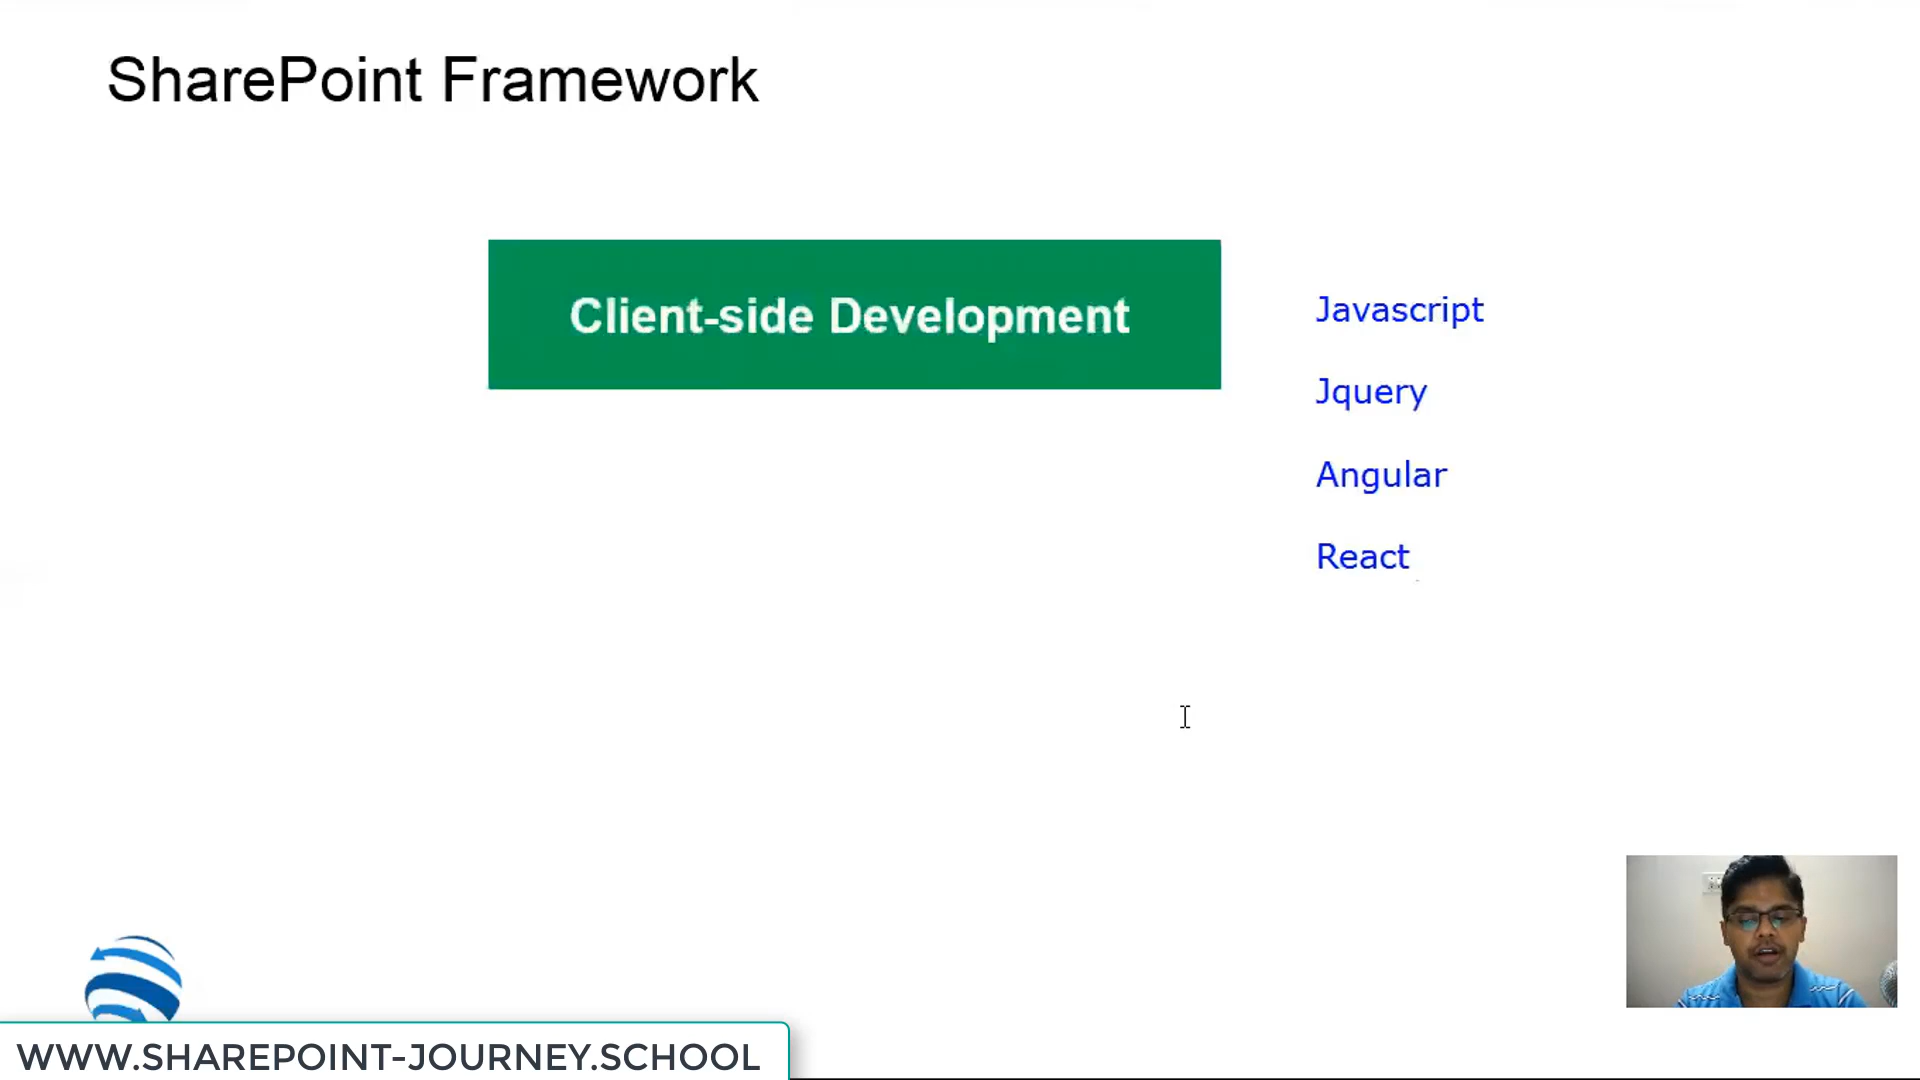 SharePoint Framework
Client-side Development
Javascript
Jquery
Angular
React
WWW.SHAREPOINT-JOURNEY.SCHOOL